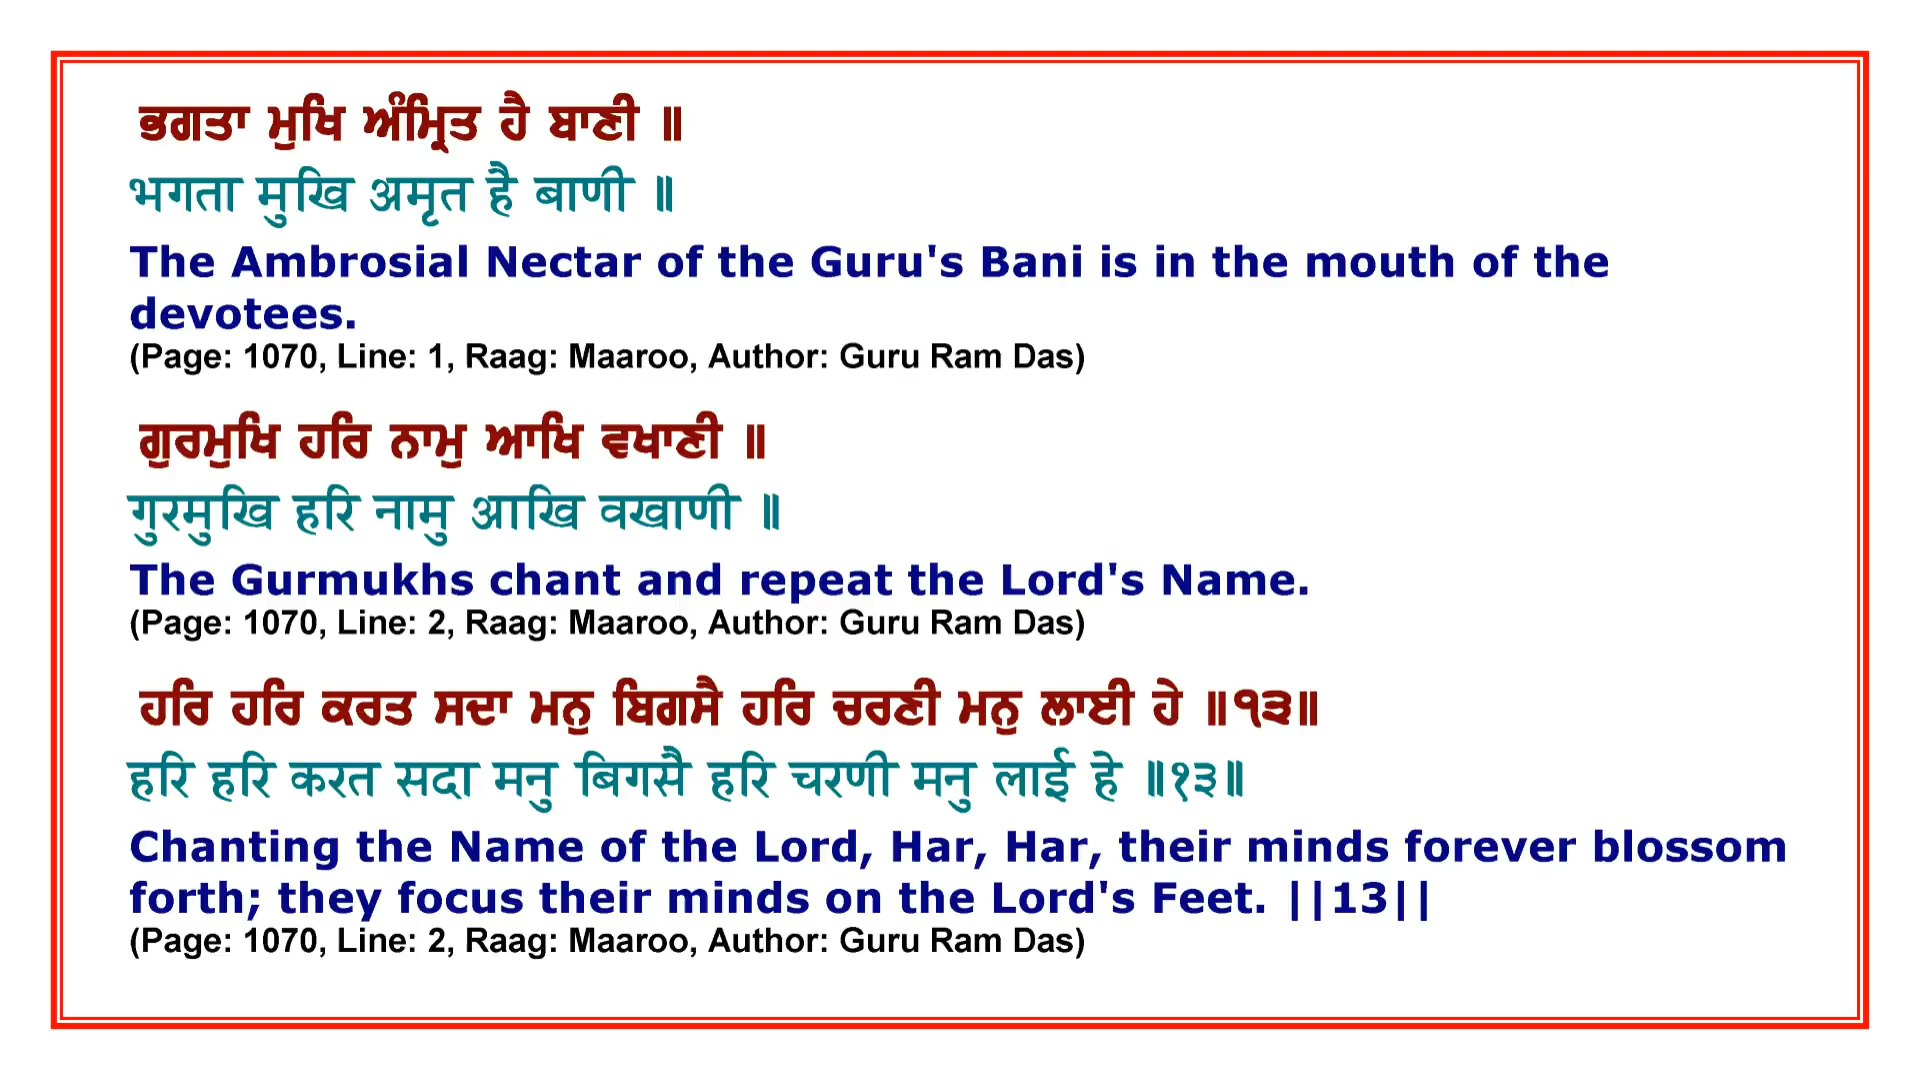 ਭਗਤਾ ਮੁਖਿ ਅੰਮ੍ਰਿਤ ਹੈ ਬਾਣੀ ॥
भगता मुखि अमृत है बाणी ॥
The Ambrosial Nectar of the Guru's Bani is in the mouth of the
devotees.
(Page: 1070, Line: 1, Raag: Maaroo, Author: Guru Ram Das)
ਗੁਰਮੁਖਿ ਹਰਿ ਨਾਮੁ ਆਖਿ ਵਖਾਣੀ ॥
गुरमुखि हरि नामु आखि वखाणी ॥
The Gurmukhs chant and repeat the Lord's Name.
(Page: 1070, Line: 2, Raag: Maaroo, Author: Guru Ram Das)
ਹਰਿ ਹਰਿ ਕਰਤ ਸਦਾ ਮਨੁ ਬਿਗਸੈ ਹਰਿ ਚਰਣੀ ਮਨੁ ਲਾਈ ਹੇ ॥੧੩॥
हरि हरि करत सदा मनु बिगसै हरि चरणी मनु लाई हे ॥१३॥
Chanting the Name of the Lord, Har, Har, their minds forever blossom
forth; they focus their minds on the Lord's Feet. ||13||
(Page: 1070, Line: 2, Raag: Maaroo, Author: Guru Ram Das)